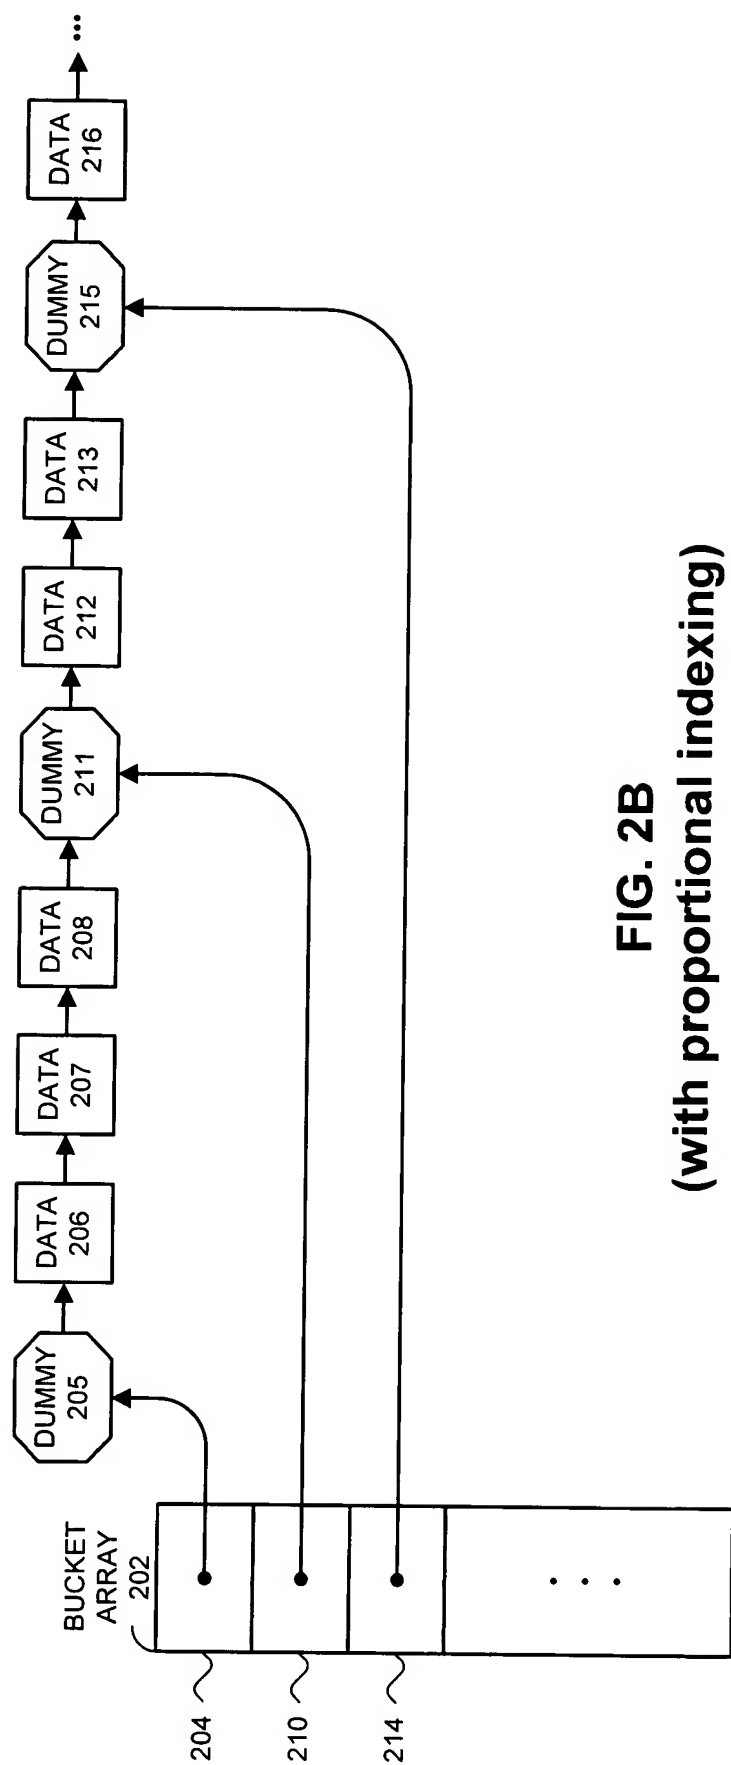 BUCKET
ARRAY
202
204
210
214
DUMMY
205
DATA
206
DATA
207
DATA
208
DUMMY
211
DATA
212
DATA
213
DUMMY
215
DATA
216
...
. . .
FIG. 2B
(with proportional indexing)